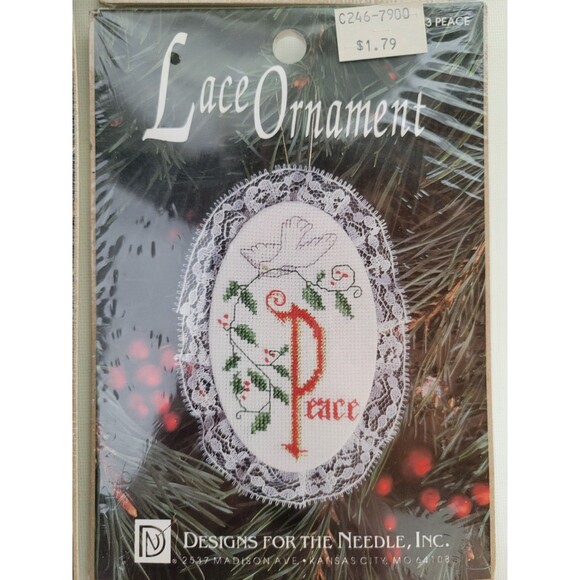 C246-7900
$1.79
3 PEACE
Lace Ornament
Peace
DN
® DESIGNS FOR THE NEEDLE, INC.
2537 MADISON AVE • KANSAS CITY, MO 64108